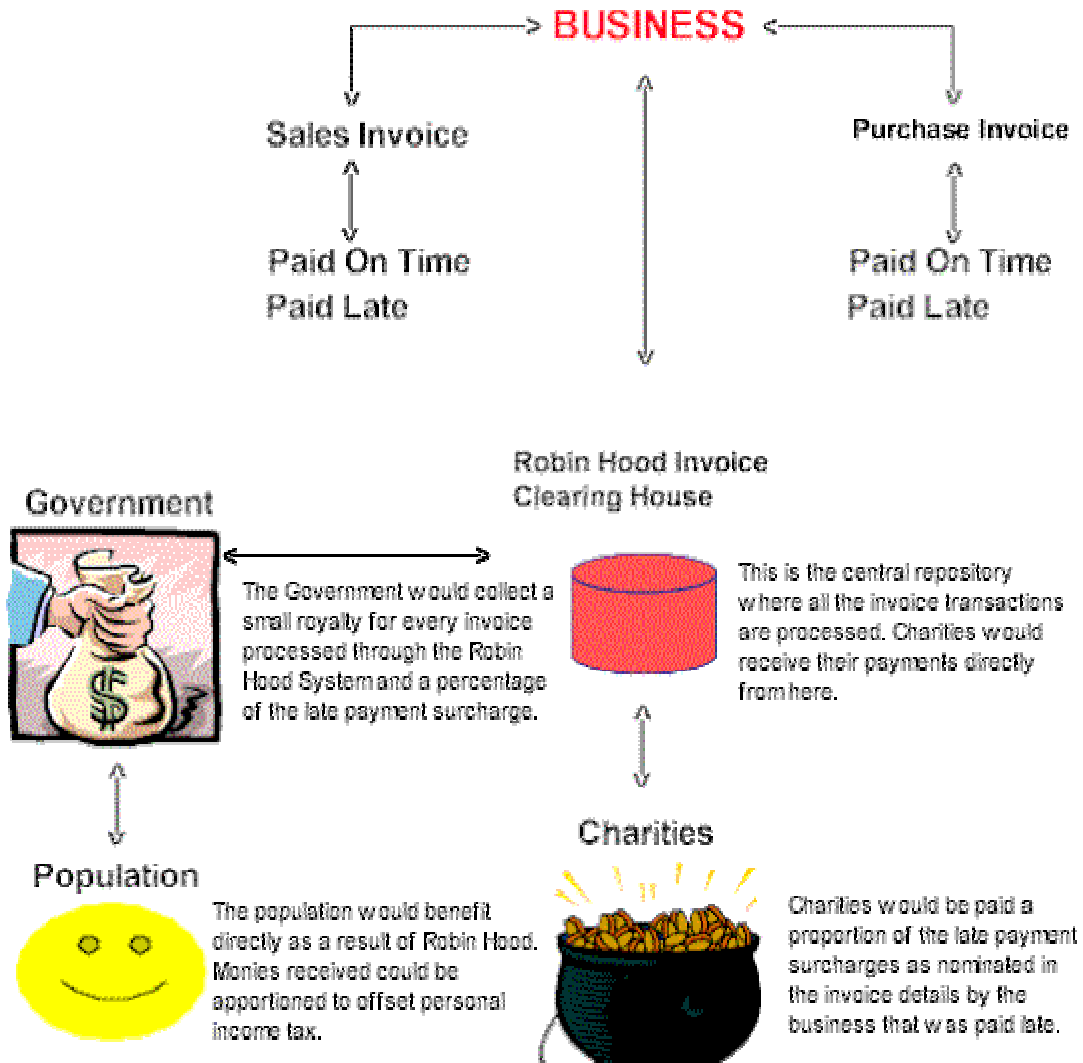 BUSINESS
Sales Invoice
Purchase Invoice
Paid On Time
Paid Late
Paid On Time
Paid Late
Robin Hood Invoice
Clearing House
Government
$
The Government would collect a
small royalty for every invoice
processed through the Robin
Hood System and a percentage
of the late payment surcharge.
This is the central repository
where all the invoice transactions
are processed. Charities would
receive their payments directly
from here.
Charities
Population
The population would benefit
directly as a result of Robin Hood.
Monies received could be
apportioned to offset personal
income tax.
Charities would be paid a
proportion of the late payment
surcharges as nominated in
the invoice details by the
business that was paid late.